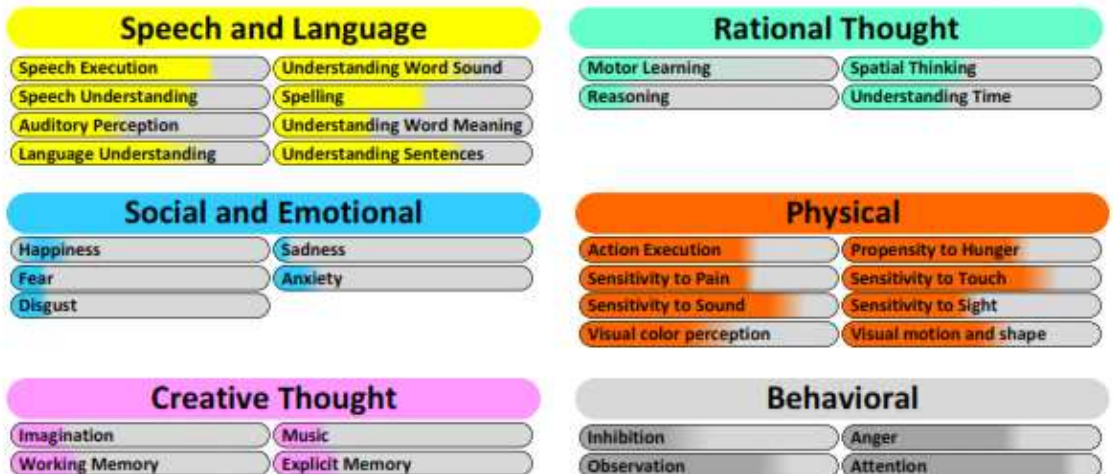 Speech and Language
Speech Execution Understanding Word Sound
Speech Understanding Spelling
Auditory Perception Understanding Word Meaning
Language Understanding Understanding Sentences
Rational Thought
Motor Learning Spatial Thinking
Reasoning Understanding Time
Social and Emotional
Happiness Sadness
Fear Anxiety
Disgust
Physical
Action Execution Propensity to Hunger
Sensitivity to Pain Sensitivity to Touch
Sensitivity to Sound Sensitivity to Sight
Visual color perception Visual motion and shape
Creative Thought
Imagination Music
Working Memory Explicit Memory
Behavioral
Inhibition Anger
Observation Attention